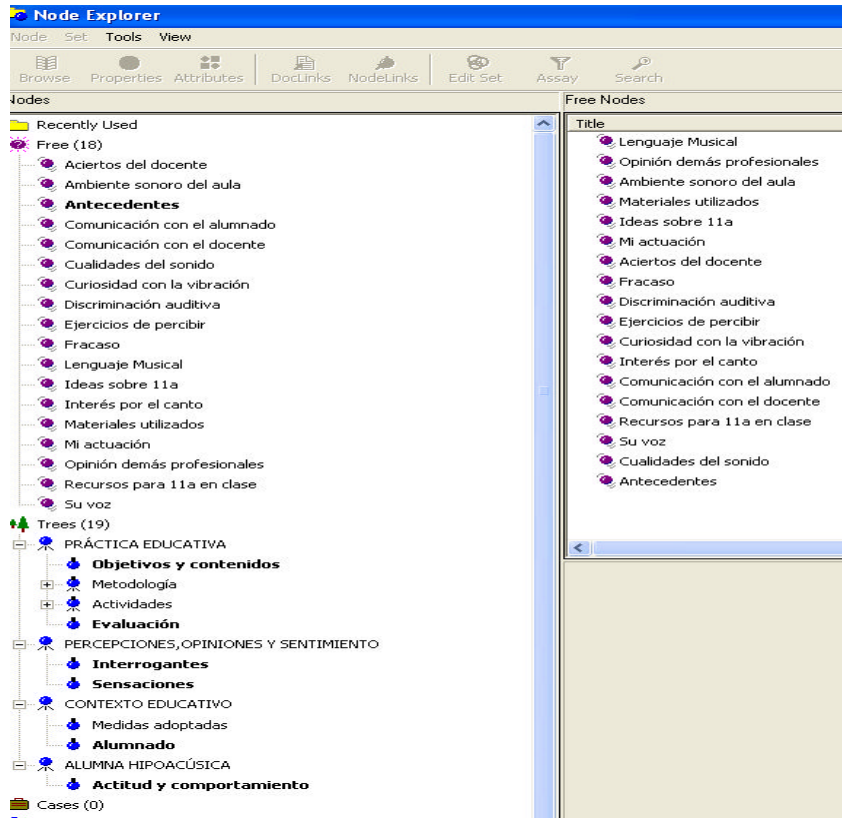 Node Explorer
Node Set Tools View
Browse Properties Attributes DocLinks NodeLinks Edit Set Assay Search
Nodes
Recently Used
Free (18)
Aciertos del docente
Ambiente sonoro del aula
Antecedentes
Comunicación con el alumnado
Comunicación con el docente
Cualidades del sonido
Curiosidad con la vibración
Discriminación auditiva
Ejercicios de percibir
Fracaso
Lenguaje Musical
Ideas sobre 11a
Interés por el canto
Materiales utilizados
Mi actuación
Opinión demás profesionales
Recursos para 11a en clase
Su voz
Trees (19)
PRÁCTICA EDUCATIVA
Objetivos y contenidos
Metodología
Actividades
Evaluación
PERCEPCIONES,OPINIONES Y SENTIMIENTO
Interrogantes
Sensaciones
CONTEXTO EDUCATIVO
Medidas adoptadas
Alumnado
ALUMNA HIPOACÚSICA
Actitud y comportamiento
Cases (0)
Free Nodes
Title
Lenguaje Musical
Opinión demás profesionales
Ambiente sonoro del aula
Materiales utilizados
Ideas sobre 11a
Mi actuación
Aciertos del docente
Fracaso
Discriminación auditiva
Ejercicios de percibir
Curiosidad con la vibración
Interés por el canto
Comunicación con el alumnado
Comunicación con el docente
Recursos para 11a en clase
Su voz
Cualidades del sonido
Antecedentes